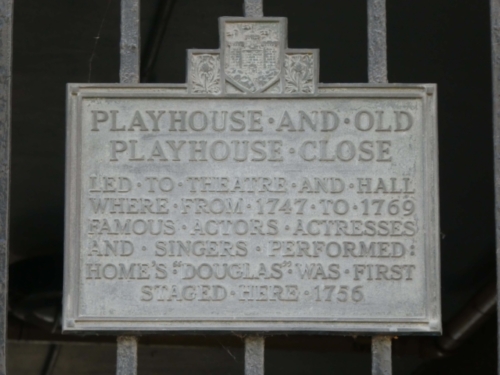 PLAYHOUSE·AND·OLD
PLAYHOUSE·CLOSE
LED·TO·THEATRE·AND·HALL
WHERE·FROM·1747·TO·1769
FAMOUS·ACTORS·ACTRESSES
AND·SINGERS·PERFORMED:
HOME'S·"DOUGLAS"·WAS·FIRST
STAGED·HERE·1756